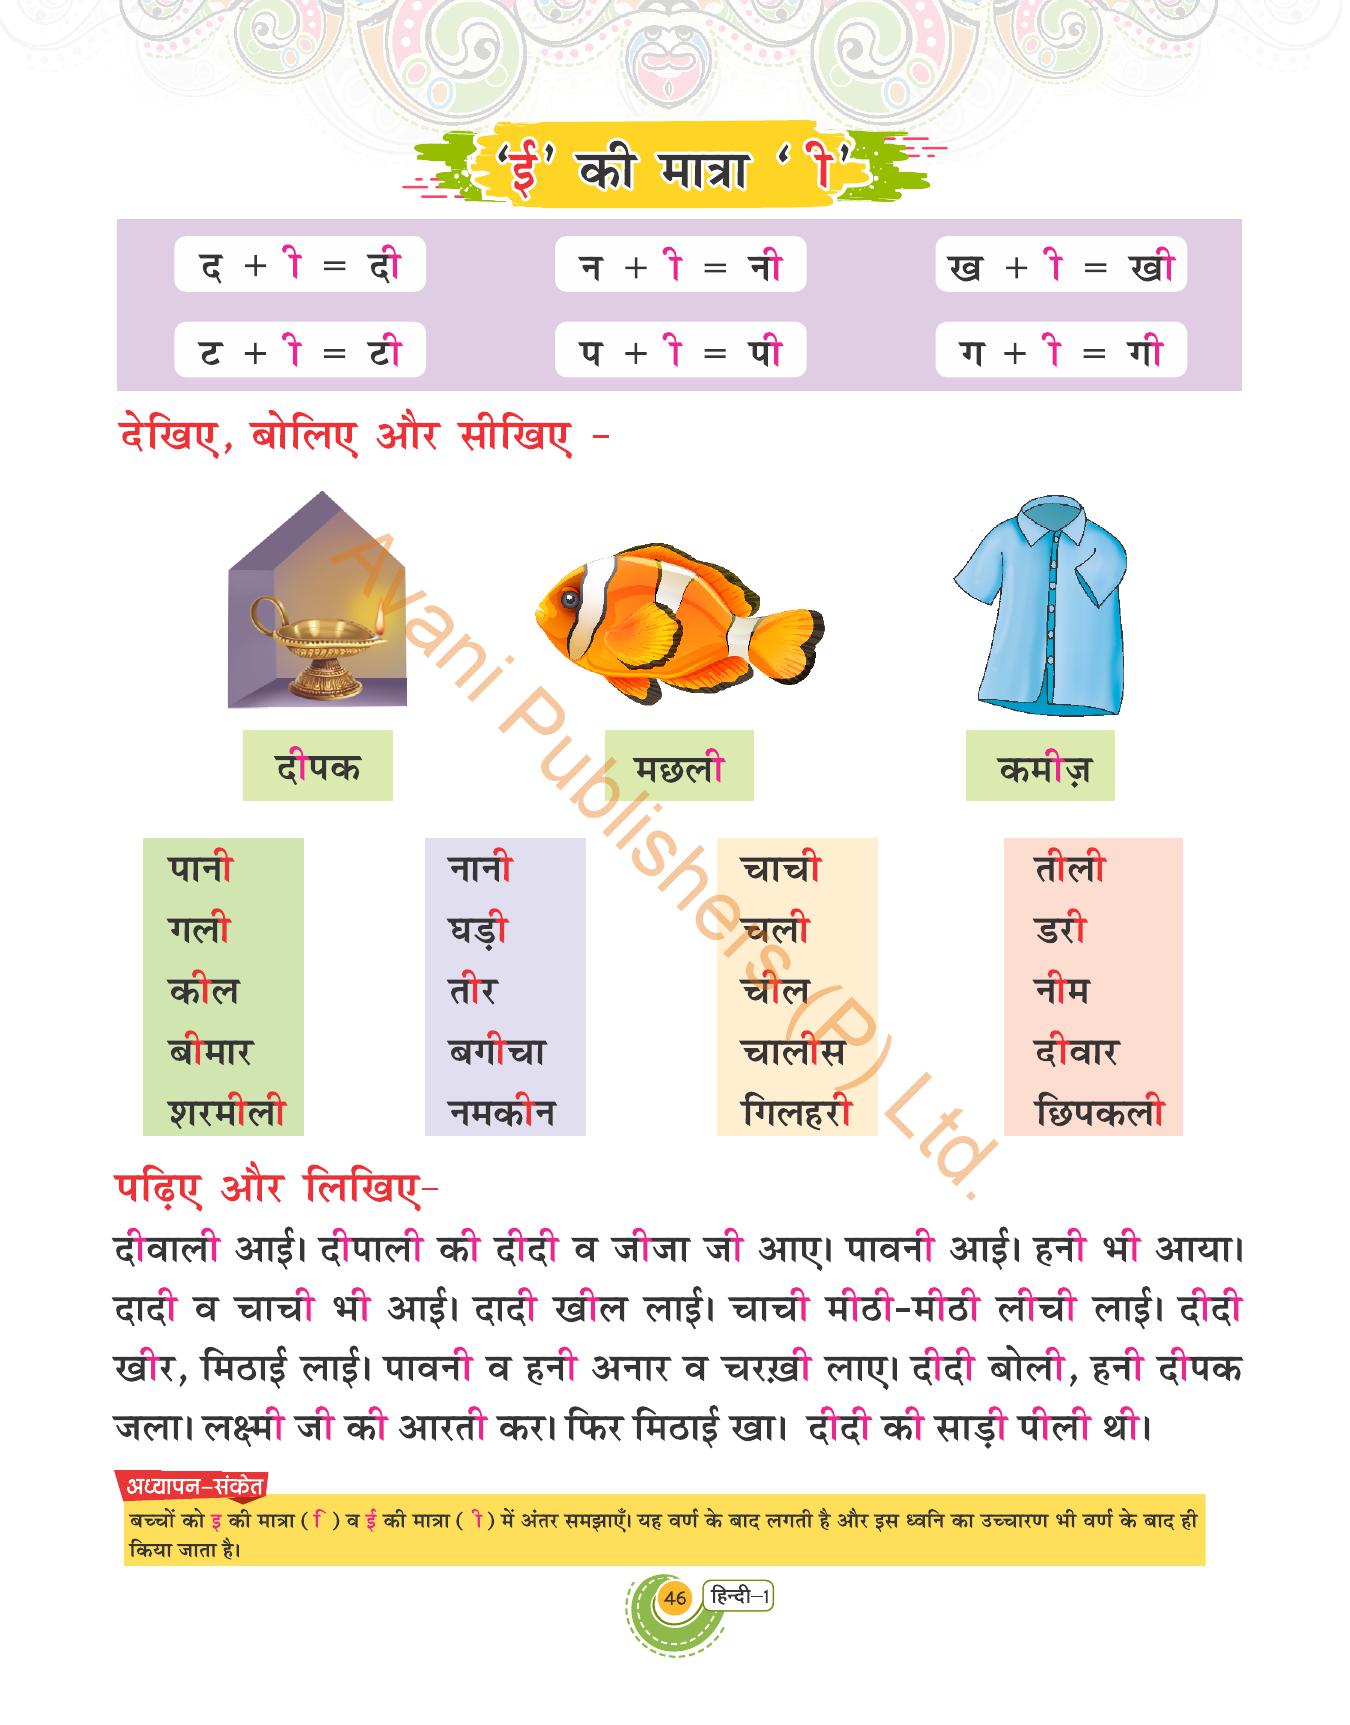 ‘ई’ की मात्रा ‘ ी’
द + ी = दी	न + ी = नी	ख + ी = खी
ट + ी = टी	प + ी = पी	ग + ी = गी
देखिए, बोलिए और सीखिए -
दीपक	मछली	कमीज़
पानी	नानी	चाची	तीली
गली	घड़ी	चली	डरी
कील	तीर	चील	नीम
बीमार	बगीचा	चालीस	दीवार
शरमीली	नमकीन	गिलहरी	छिपकली
पढ़िए और लिखिए-
दीवाली आई। दीपाली की दीदी व जीजा जी आए। पावनी आई। हनी भी आया।
दादी व चाची भी आई। दादी खील लाई। चाची मीठी-मीठी लीची लाई। दीदी
खीर, मिठाई लाई। पावनी व हनी अनार व चरख़ी लाए। दीदी बोली, हनी दीपक
जला। लक्ष्मी जी की आरती कर। फिर मिठाई खा। दीदी की साड़ी पीली थी।
अध्यापन-संकेत
बच्चों को इ की मात्रा ( ि ) व ई की मात्रा ( ी ) में अंतर समझाएँ। यह वर्ण के बाद लगती है और इस ध्वनि का उच्चारण भी वर्ण के बाद ही
किया जाता है।
46 हिन्दी-1
Avani Publishers (P) Ltd.